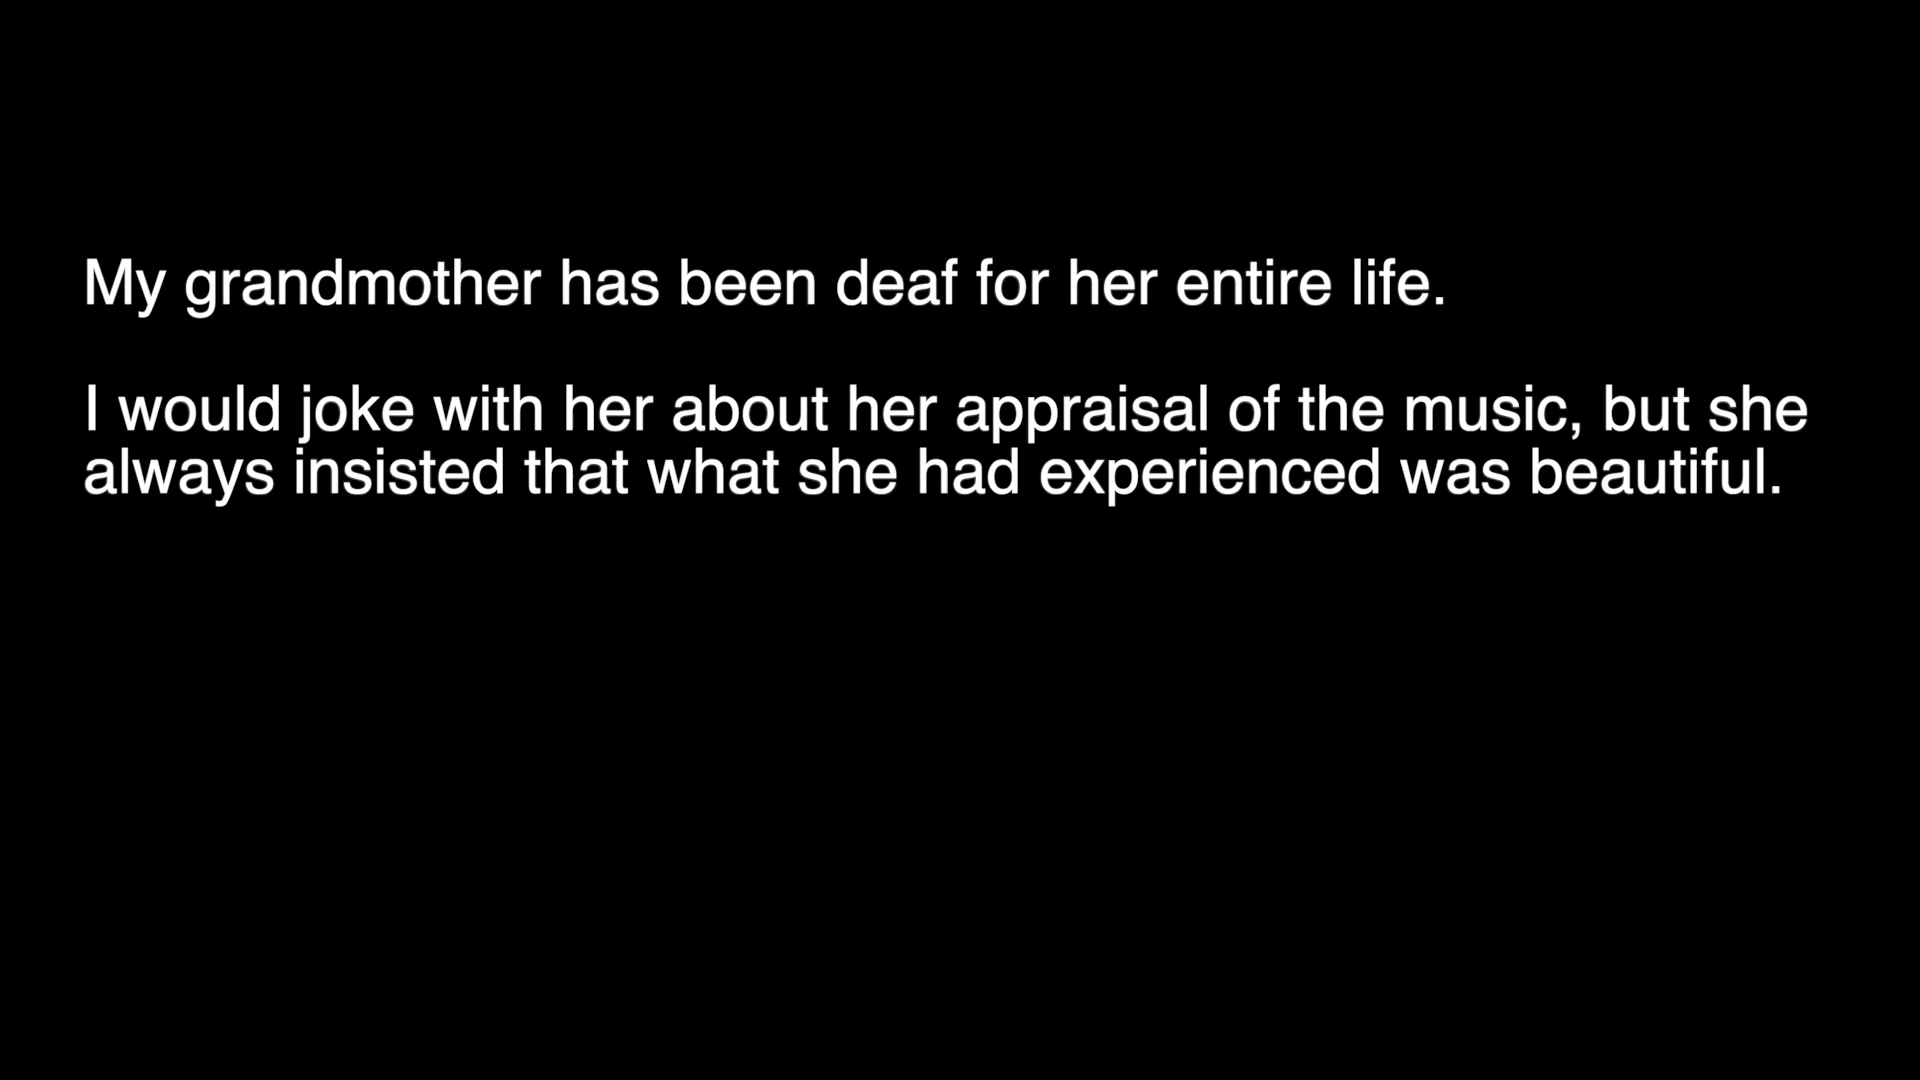 My grandmother has been deaf for her entire life.
I would joke with her about her appraisal of the music, but she
always insisted that what she had experienced was beautiful.